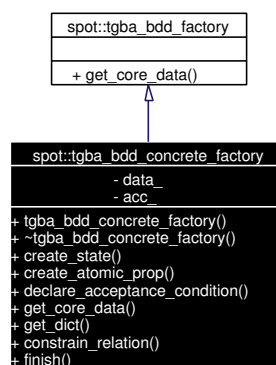 spot::tgba_bdd_factory
+ get_core_data()
spot::tgba_bdd_concrete_factory
- data_
- acc_
+ tgba_bdd_concrete_factory()
+ ~tgba_bdd_concrete_factory()
+ create_state()
+ create_atomic_prop()
+ declare_acceptance_condition()
+ get_core_data()
+ get_dict()
+ constrain_relation()
+ finish()